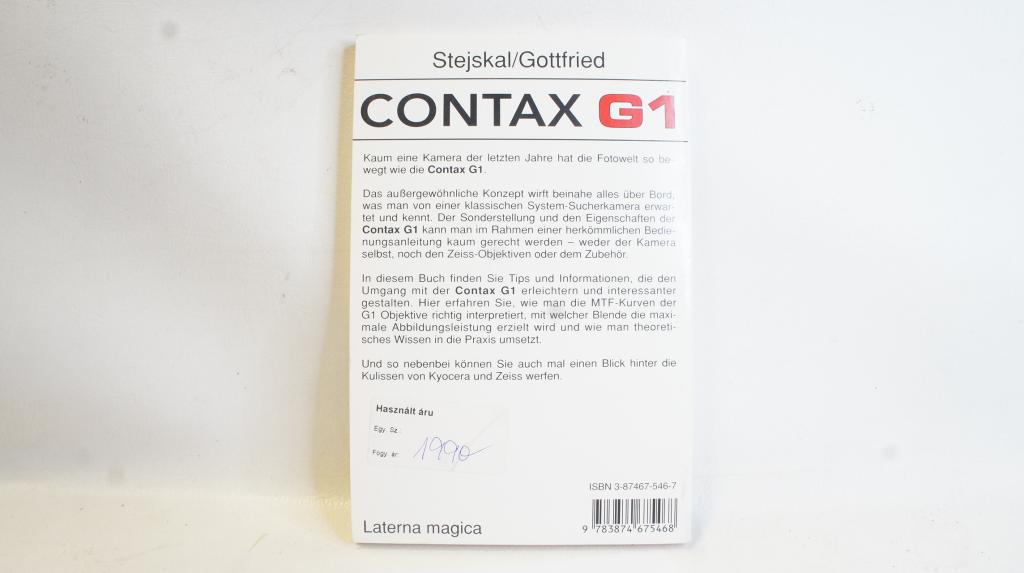 Stejskal/Gottfried
CONTAX G1
Kaum eine Kamera der letzten Jahre hat die Fotowelt so be-
wegt wie die Contax G1.
Das außergewöhnliche Konzept wirft beinahe alles über Bord,
was man von einer klassischen System-Sucherkamera erwar-
tet und kennt. Der Sonderstellung und den Eigenschaften der
Contax G1 kann man im Rahmen einer herkömmlichen Bedie-
nungsanleitung kaum gerecht werden – weder der Kamera
selbst, noch den Zeiss-Objektiven oder dem Zubehör.
In diesem Buch finden Sie Tips und Informationen, die den
Umgang mit der Contax G1 erleichtern und interessanter
gestalten. Hier erfahren Sie, wie man die MTF-Kurven der
G1 Objektive richtig interpretiert, mit welcher Blende die maxi-
male Abbildungsleistung erzielt wird und wie man theoreti-
sches Wissen in die Praxis umsetzt.
Und so nebenbei können Sie auch mal einen Blick hinter die
Kulissen von Kyocera und Zeiss werfen.
Használt áru
Egy. Sz.:
Fogy. ár: 1990
ISBN 3-87467-546-7
9 783874 675468
Laterna magica